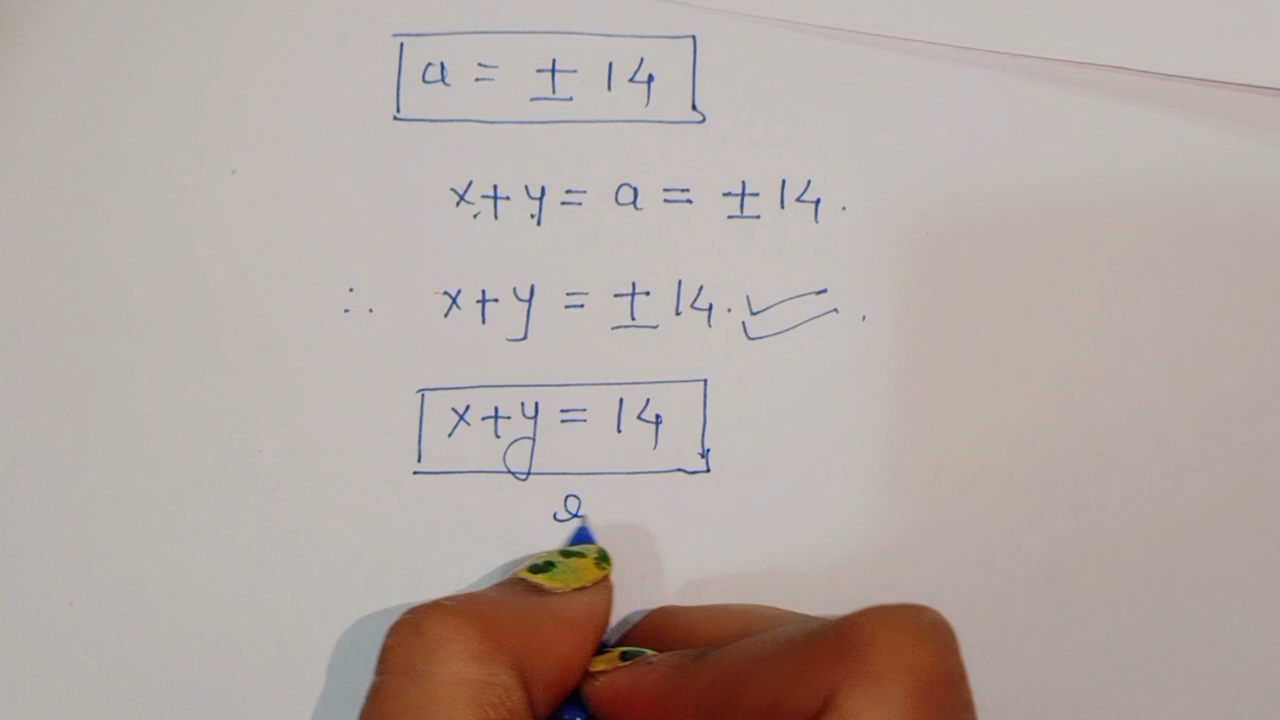 a = ± 14
x+y = a = ± 14.
∴ x+y = ± 14.
x+y = 14